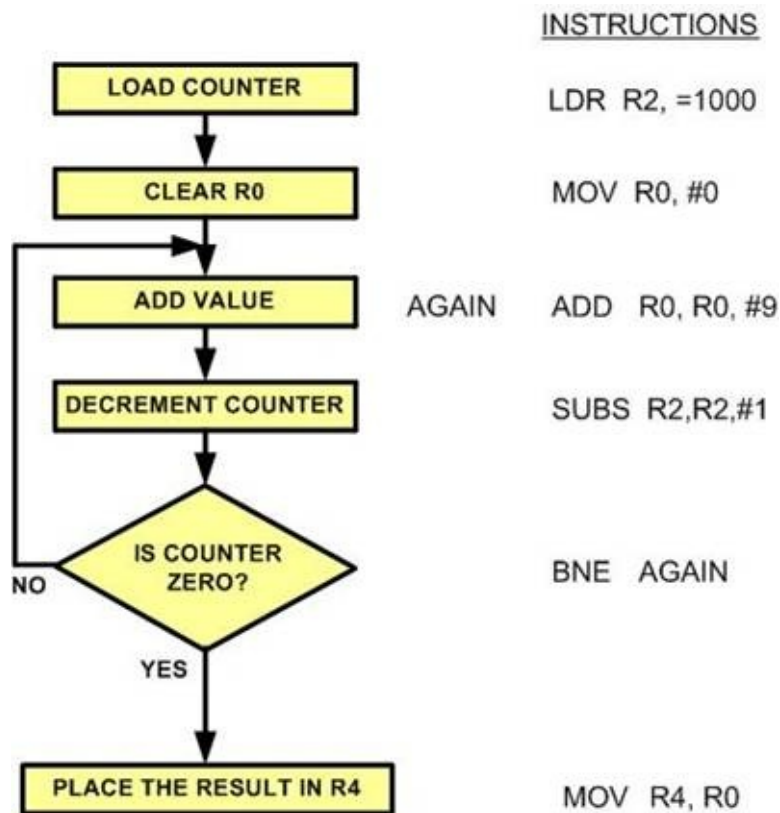 INSTRUCTIONS
LOAD COUNTER
LDR R2, =1000
CLEAR R0
MOV R0, #0
ADD VALUE
AGAIN ADD R0, R0, #9
DECREMENT COUNTER
SUBS R2,R2,#1
IS COUNTER
ZERO?
BNE AGAIN
NO
YES
PLACE THE RESULT IN R4
MOV R4, R0